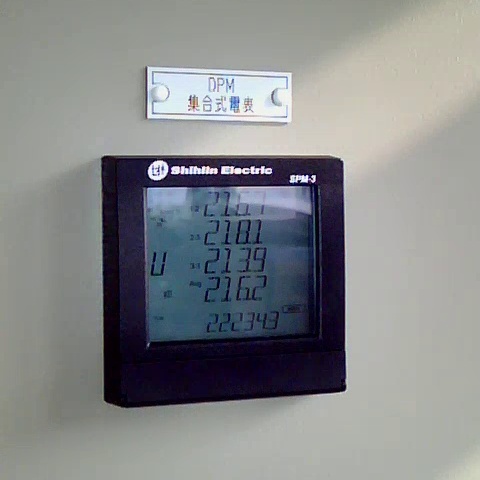 DPM
集合式電表
Shihlin Electric
SPM-3
216.1
218.1
U 213.9
Avg 216.2
222343